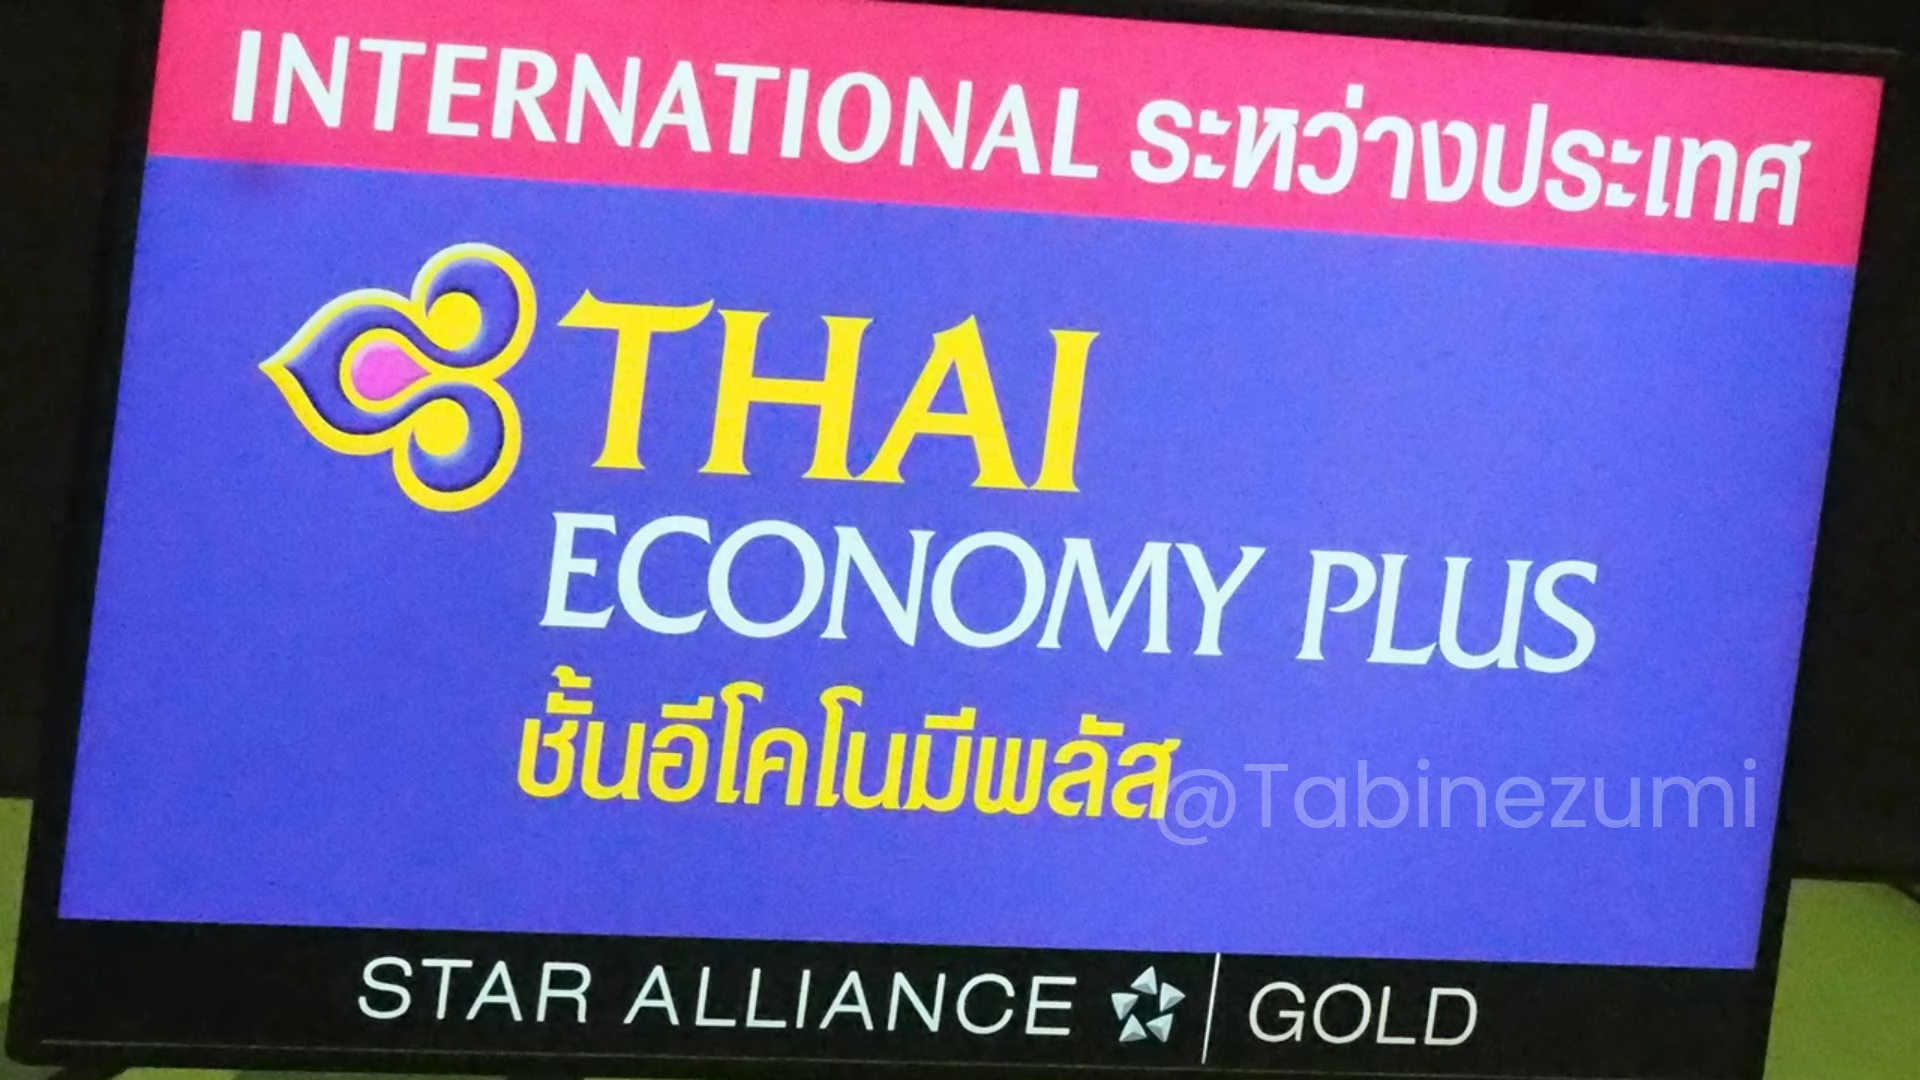 INTERNATIONAL ระหว่างประเทศ
THAI
ECONOMY PLUS
ชั้นอีโคโนมีพลัส
@Tabinezumi
STAR ALLIANCE | GOLD